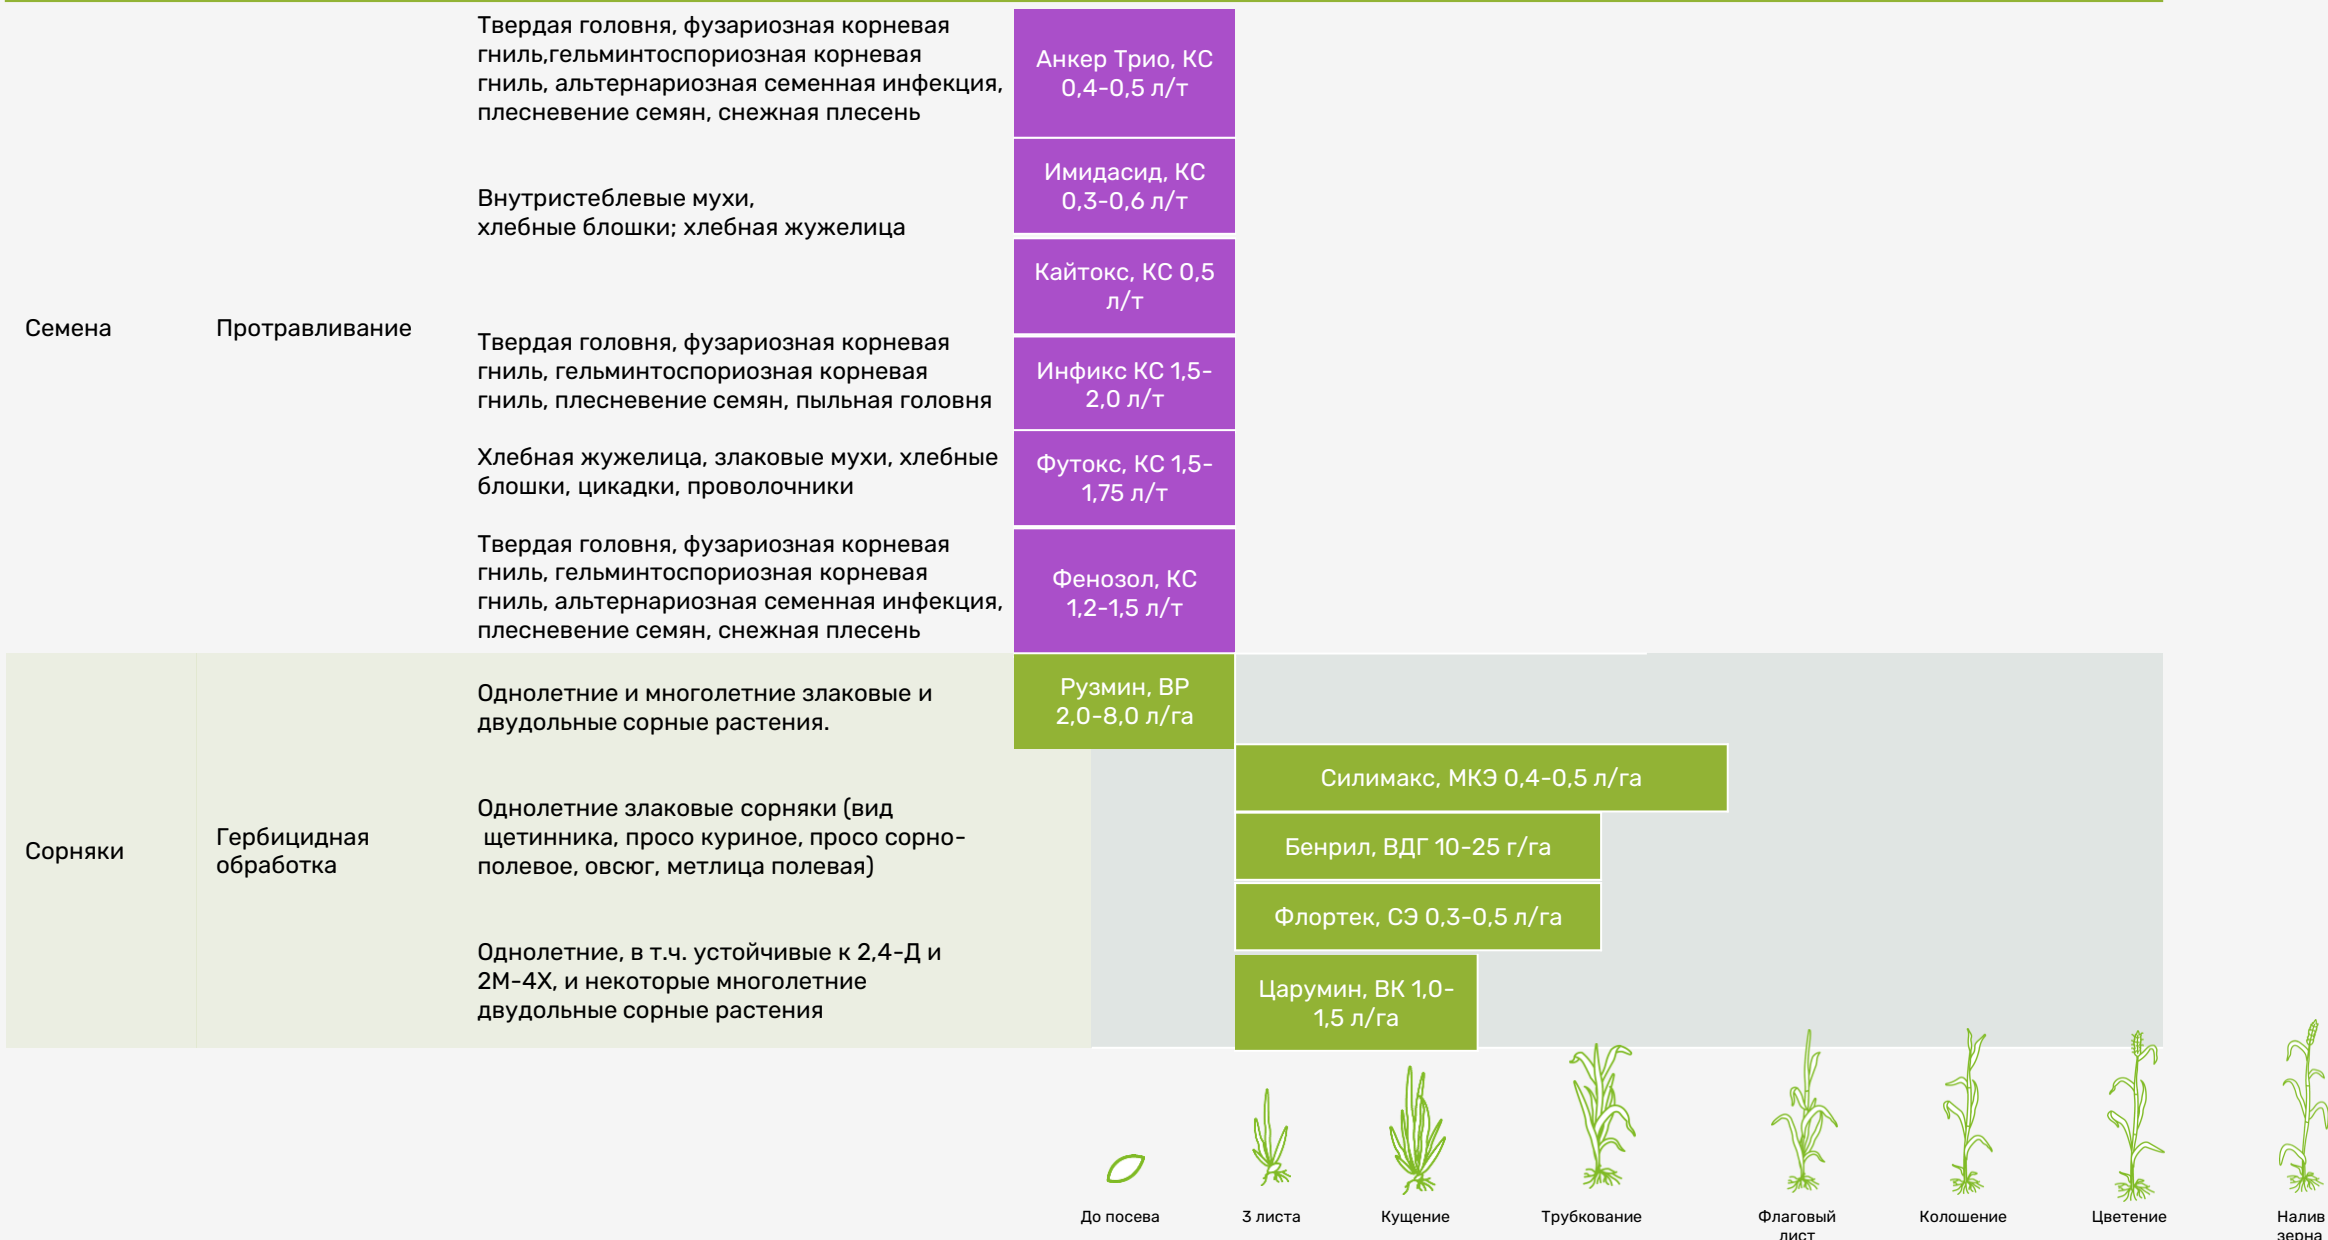 Твердая головня, фузариозная корневая
гниль,гельминтоспориозная корневая
гниль, альтернариозная семенная инфекция,
плесневение семян, снежная плесень
Анкер Трио, КС
0,4-0,5 л/т
Внутристеблевые мухи,
хлебные блошки; хлебная жужелица
Имидасид, КС
0,3-0,6 л/т
Кайтокс, КС 0,5
л/т
Семена
Протравливание
Твердая головня, фузариозная корневая
гниль, гельминтоспориозная корневая
гниль, плесневение семян, пыльная головня
Инфикс КС 1,5-
2,0 л/т
Хлебная жужелица, злаковые мухи, хлебные
блошки, цикадки, проволочники
Футокс, КС 1,5-
1,75 л/т
Твердая головня, фузариозная корневая
гниль, гельминтоспориозная корневая
гниль, альтернариозная семенная инфекция,
плесневение семян, снежная плесень
Фенозол, КС
1,2-1,5 л/т
Сорняки
Гербицидная
обработка
Однолетние и многолетние злаковые и
двудольные сорные растения.
Рузмин, ВР
2,0-8,0 л/га
Однолетние злаковые сорняки (вид
щетинника, просо куриное, просо сорно-
полевое, овсюг, метлица полевая)
Силимакс, МКЭ 0,4-0,5 л/га
Бенрил, ВДГ 10-25 г/га
Флортек, СЭ 0,3-0,5 л/га
Однолетние, в т.ч. устойчивые к 2,4-Д и
2М-4Х, и некоторые многолетние
двудольные сорные растения
Царумин, ВК 1,0-
1,5 л/га
До посева
3 листа
Кущение
Трубкование
Флаговый
лист
Колошение
Цветение
Налив
зерна